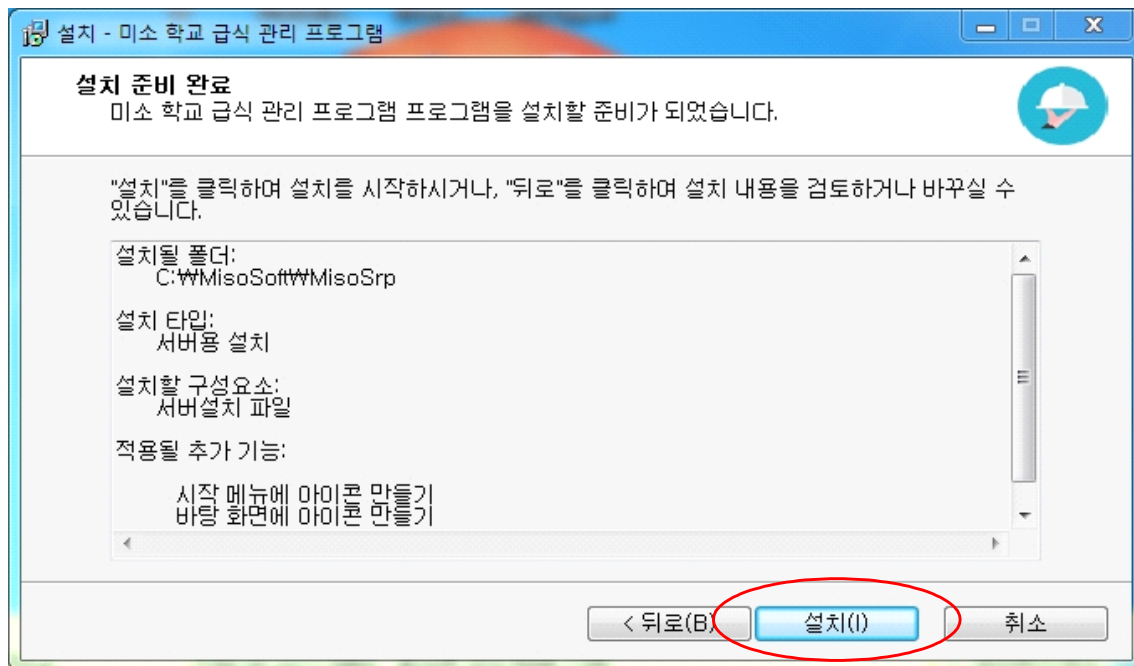 설치 - 미소 학교 급식 관리 프로그램
설치 준비 완료
미소 학교 급식 관리 프로그램 프로그램을 설치할 준비가 되었습니다.
"설치"를 클릭하여 설치를 시작하시거나, "뒤로"를 클릭하여 설치 내용을 검토하거나 바꾸실 수
있습니다.
설치될 폴더:
C:₩MisoSoft₩MisoSrp
설치 타입:
서버용 설치
설치할 구성요소:
서버설치 파일
적용될 추가 기능:
시작 메뉴에 아이콘 만들기
바탕 화면에 아이콘 만들기
< 뒤로(B)
설치(I)
취소